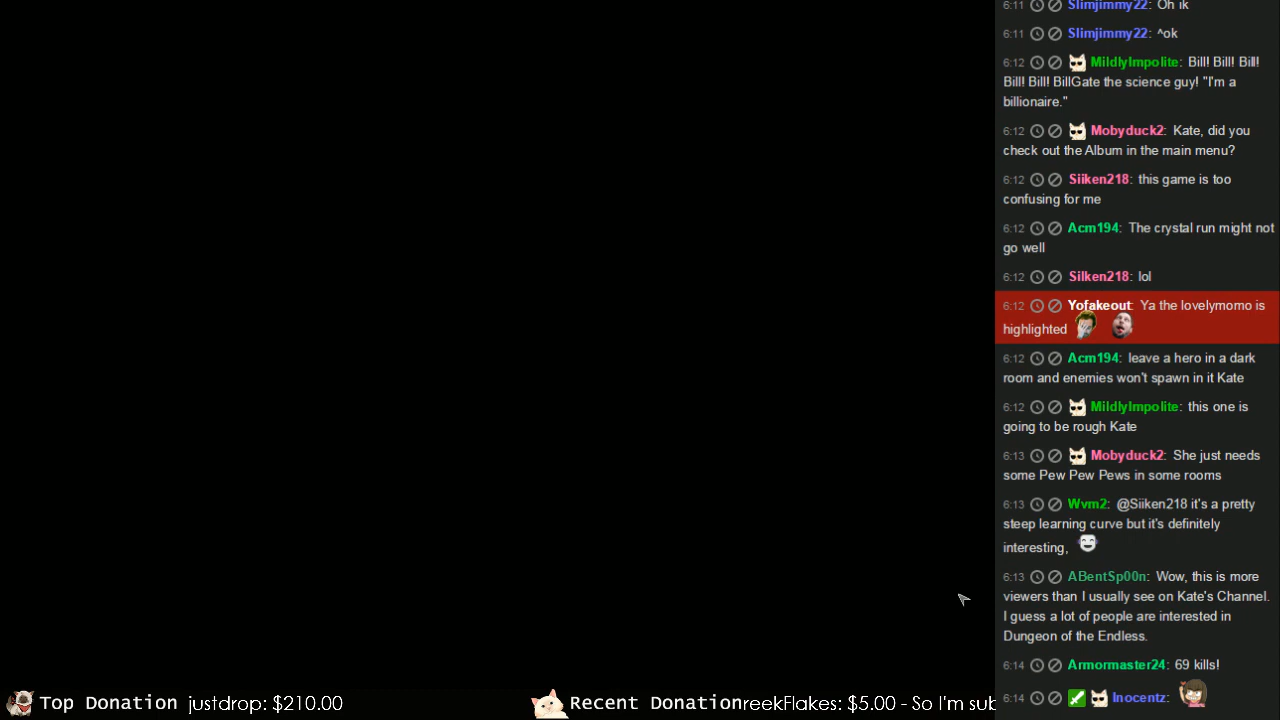 6:11 Slimjimmy22: Oh ik
6:11 Slimjimmy22: ^ok
6:12 MildlyImpolite: Bill! Bill! Bill!
Bill! Bill! BillGate the science guy! "I'm a
billionaire."
6:12 Mobyduck2: Kate, did you
check out the Album in the main menu?
6:12 Siiken218: this game is too
confusing for me
6:12 Acm194: The crystal run might not
go well
6:12 Siiken218: lol
6:12 Yofakeout: Ya the lovelymomo is
highlighted
6:12 Acm194: leave a hero in a dark
room and enemies won't spawn in it Kate
6:12 MildlyImpolite: this one is
going to be rough Kate
6:13 Mobyduck2: She just needs
some Pew Pew Pews in some rooms
6:13 Wvm2: @Siiken218 it's a pretty
steep learning curve but it's definitely
interesting,
6:13 ABentSp00n: Wow, this is more
viewers than I usually see on Kate's Channel.
I guess a lot of people are interested in
Dungeon of the Endless.
6:14 Armormaster24: 69 kills!
6:14 Inocentz:
Top Donation justdrop: $210.00 Recent Donation reekFlakes: $5.00 - So I'm sub